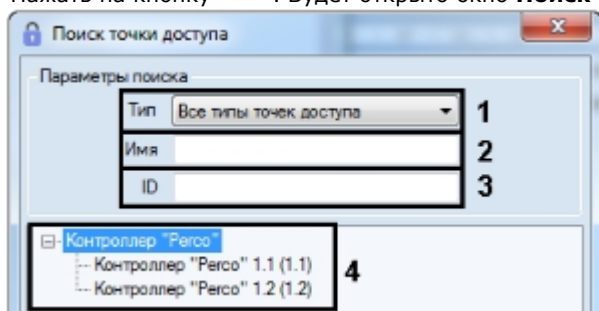 Нажать на кнопку . Будет открыто окно Поиск
Поиск точки доступа
Параметры поиска
Тип Все типы точек доступа 1
Имя 2
ID 3
Контроллер "Perco"
Контроллер "Perco" 1.1 (1.1)
4
Контроллер "Perco" 1.2 (1.2)